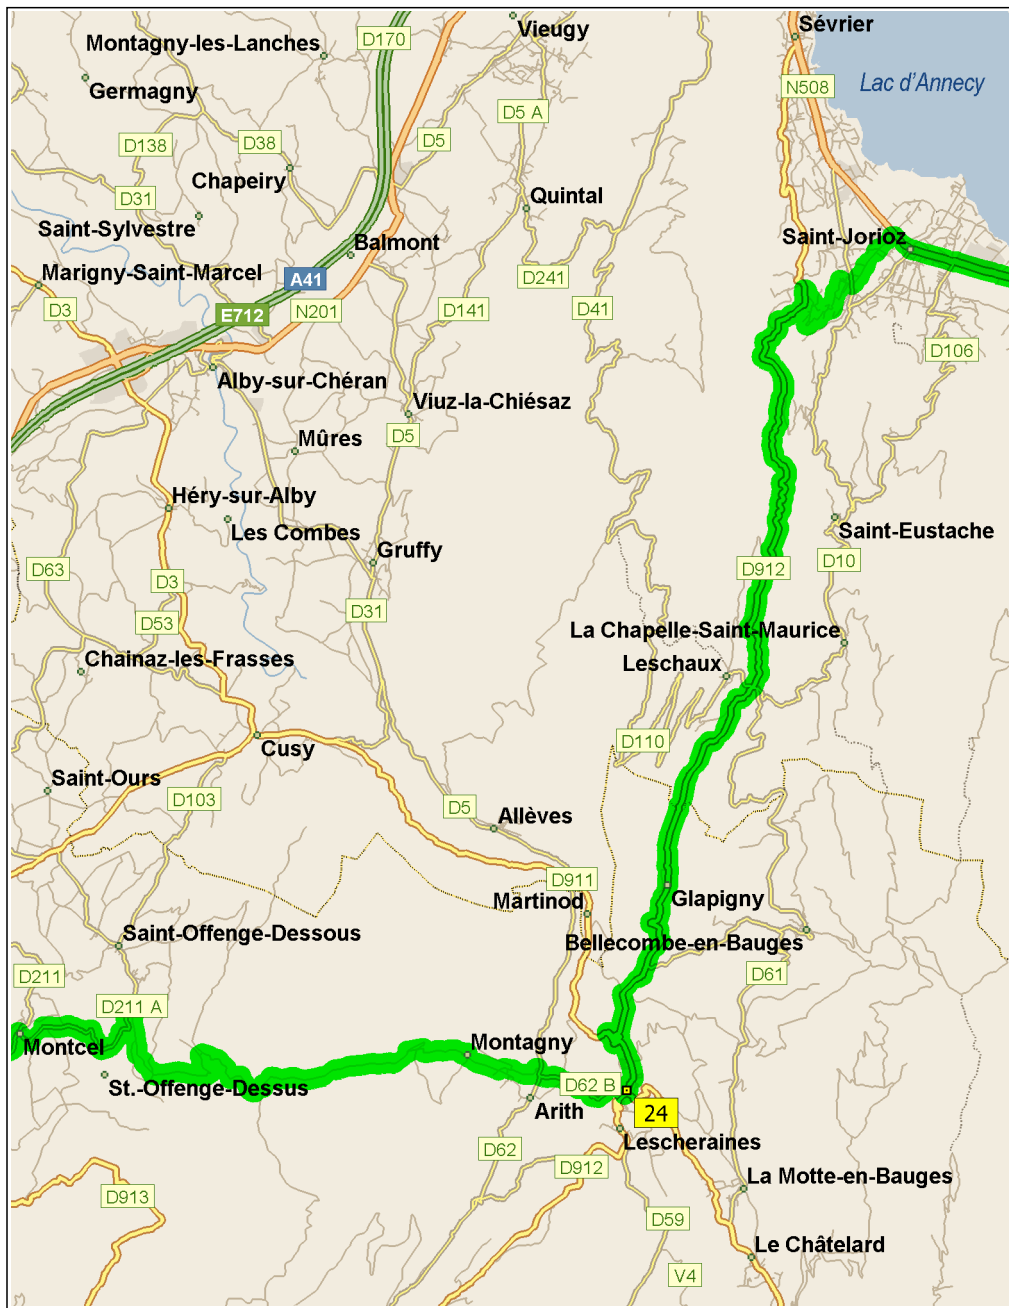 Sévrier
Vieugy
D170
Montagny-les-Lanches
Lac d'Annecy
N508
Germagny
D5 A
D5
D38
D138
Chapeiry
D31
Quintal
Saint-Sylvestre
Saint-Jorioz
Balmont
Marigny-Saint-Marcel
A41
D241
D3
E712
N201
D141
D41
D106
Alby-sur-Chéran
Viuz-la-Chiésaz
D5
Mûres
Héry-sur-Alby
Les Combes
Saint-Eustache
Gruffy
D63
D3
D912
D10
D31
D53
La Chapelle-Saint-Maurice
Chainaz-les-Frasses
Leschaux
D110
Cusy
Saint-Ours
D103
D5
Allèves
D911
Martinod
Glapigny
Saint-Offenge-Dessous
Bellecombe-en-Bauges
D211
D61
D211 A
Montcel
Montagny
St.-Offenge-Dessus
D62 B
Arith
24
Lescheraines
D62
D912
La Motte-en-Bauges
D913
D59
Le Châtelard
V4